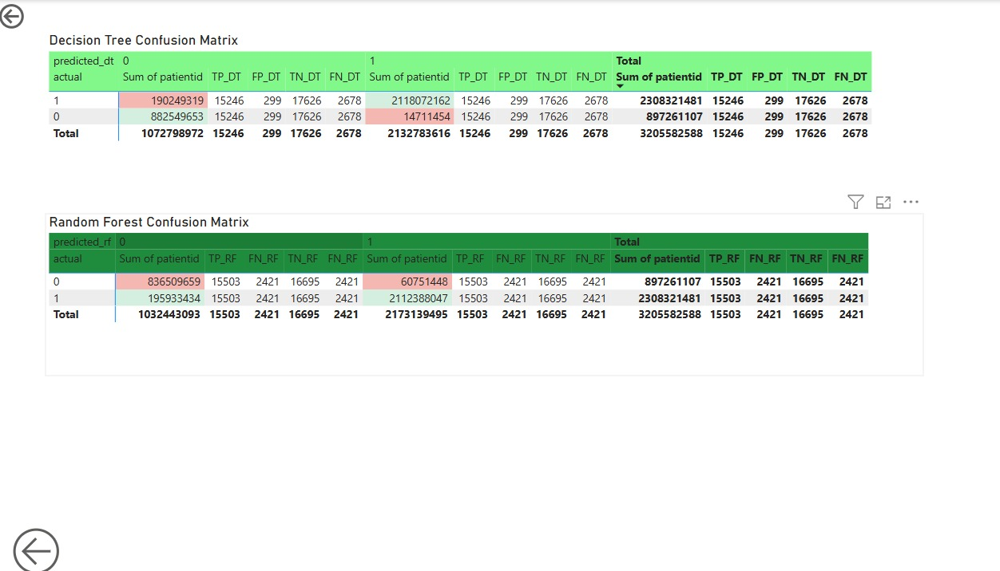 Decision Tree Confusion Matrix
predicted_dt 0 1 Total
actual Sum of patientid TP_DT FP_DT TN_DT FN_DT Sum of patientid TP_DT FP_DT TN_DT FN_DT Sum of patientid TP_DT FP_DT TN_DT FN_DT
1 190249319 15246 299 17626 2678 2118072162 15246 299 17626 2678 2308321481 15246 299 17626 2678
0 882549653 15246 299 17626 2678 14711454 15246 299 17626 2678 897261107 15246 299 17626 2678
Total 1072798972 15246 299 17626 2678 2132783616 15246 299 17626 2678 3205582588 15246 299 17626 2678
Random Forest Confusion Matrix
predicted_rf 0 1 Total
actual Sum of patientid TP_RF FN_RF TN_RF FN_RF Sum of patientid TP_RF FN_RF TN_RF FN_RF Sum of patientid TP_RF FN_RF TN_RF FN_RF
0 836509659 15503 2421 16695 2421 60751448 15503 2421 16695 2421 897261107 15503 2421 16695 2421
1 195933434 15503 2421 16695 2421 2112388047 15503 2421 16695 2421 2308321481 15503 2421 16695 2421
Total 1032443093 15503 2421 16695 2421 2173139495 15503 2421 16695 2421 3205582588 15503 2421 16695 2421